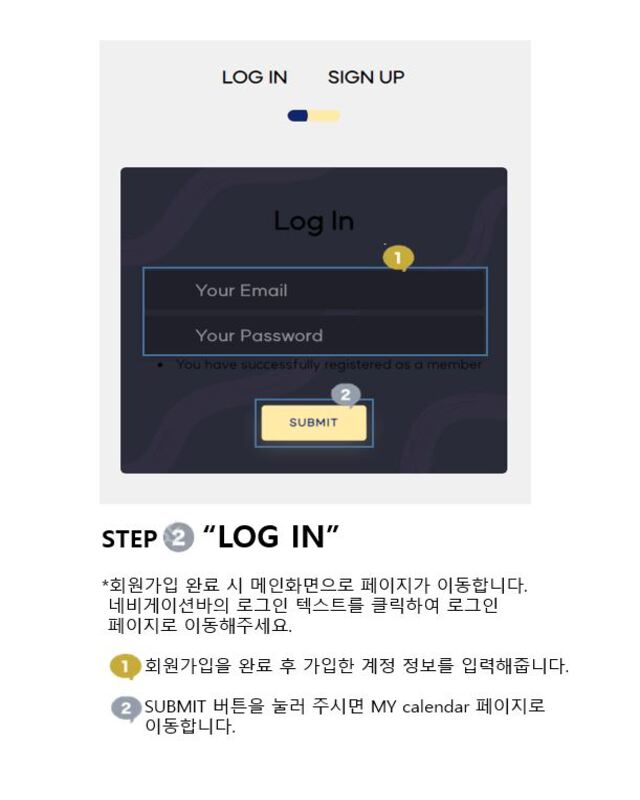 LOG IN SIGN UP
Log In
1
Your Email
Your Password
• You have successfully registered as a member
2
SUBMIT
STEP 2 “LOG IN”
*회원가입 완료 시 메인화면으로 페이지가 이동합니다.
네비게이션바의 로그인 텍스트를 클릭하여 로그인
페이지로 이동해주세요.
1 회원가입을 완료 후 가입한 계정 정보를 입력해줍니다.
2 SUBMIT 버튼을 눌러 주시면 MY calendar 페이지로
이동합니다.